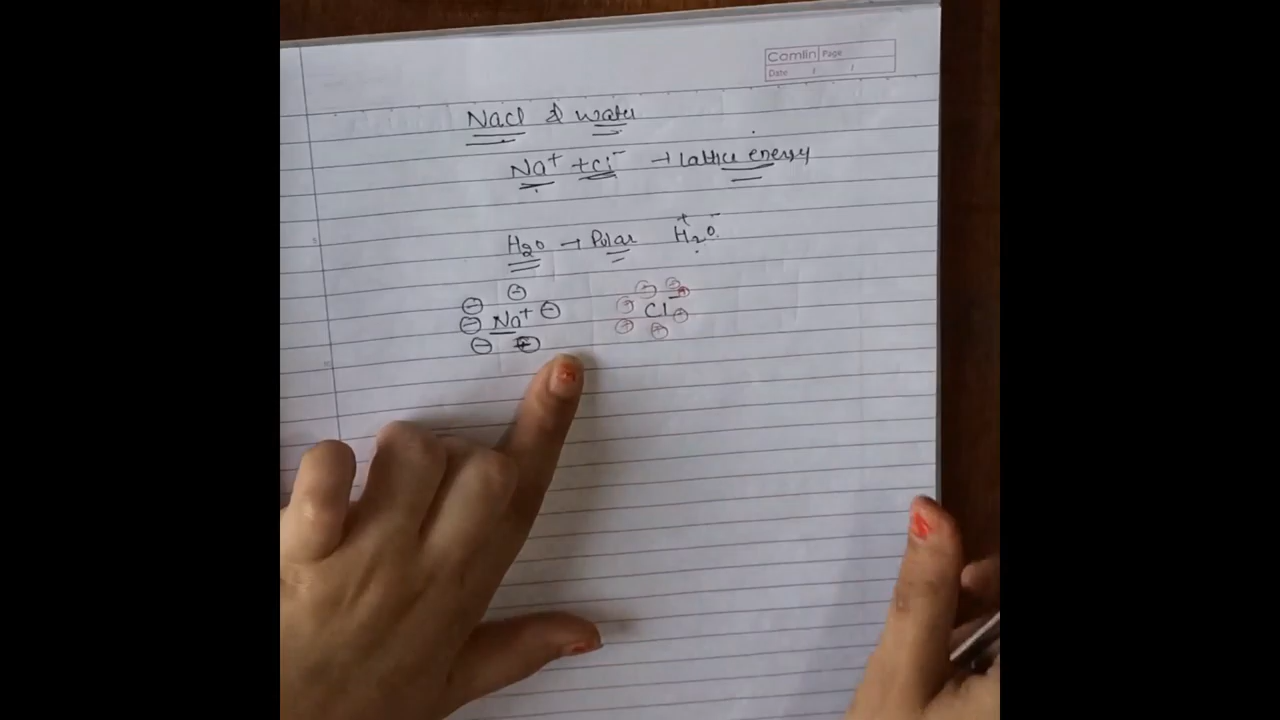 Camlin Page
Date / /
Nacl & water
Na+ + Cl- → Lattice energy
+ -
H2O → Polar H2O
Na+ Cl-